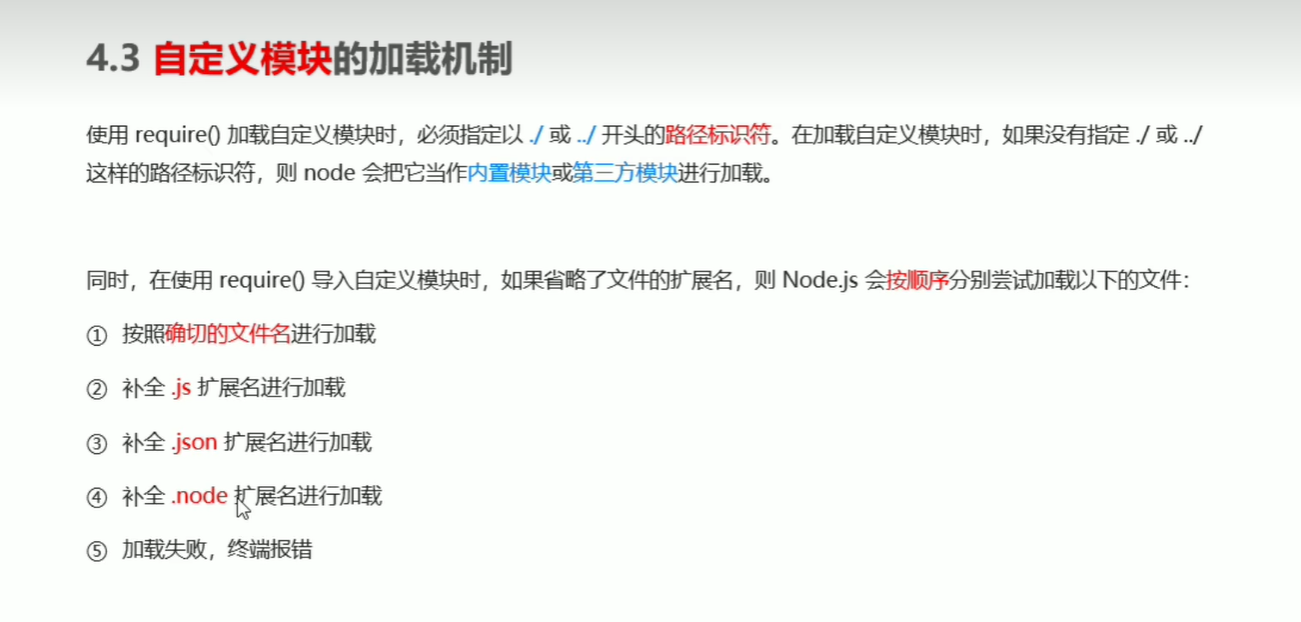 4.3 自定义模块的加载机制
使用 require() 加载自定义模块时，必须指定以 ./ 或 ../ 开头的路径标识符。在加载自定义模块时，如果没有指定 ./ 或 ../
这样的路径标识符，则 node 会把它当作内置模块或第三方模块进行加载。
同时，在使用 require() 导入自定义模块时，如果省略了文件的扩展名，则 Node.js 会按顺序分别尝试加载以下的文件：
① 按照确切的文件名进行加载
② 补全 .js 扩展名进行加载
③ 补全 .json 扩展名进行加载
④ 补全 .node 扩展名进行加载
⑤ 加载失败，终端报错